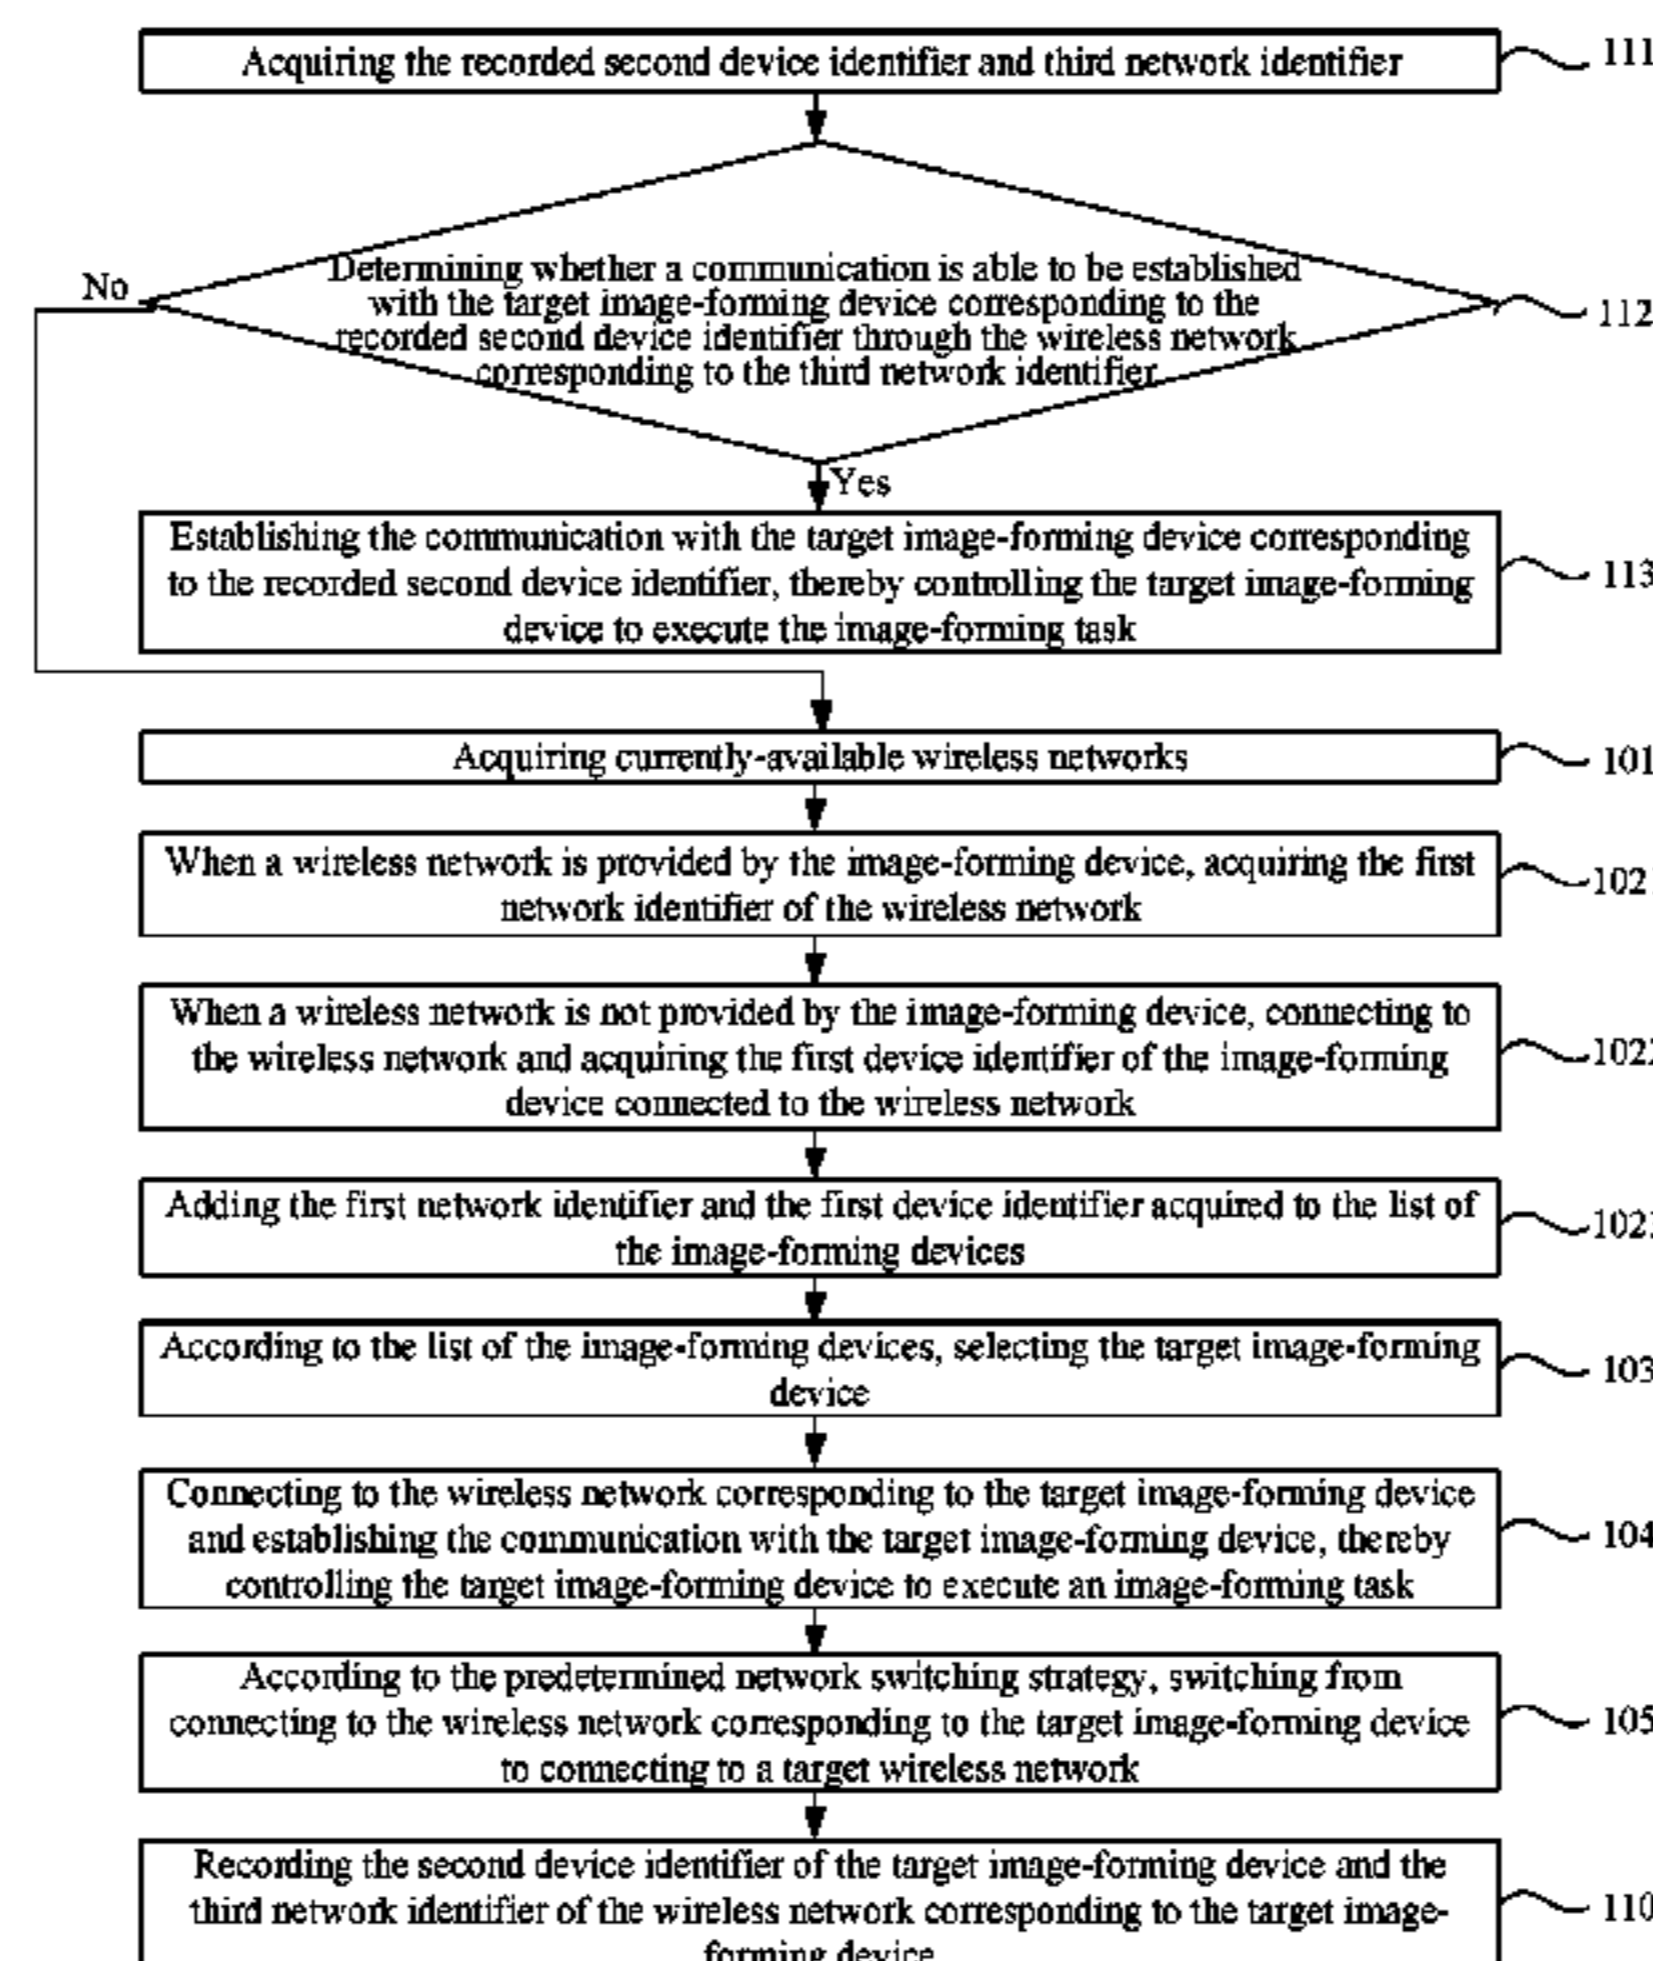 Acquiring the recorded second device identifier and third network identifier
111
Determining whether a communication is able to be established
with the target image-forming device corresponding to the
recorded second device identifier through the wireless network
corresponding to the third network identifier
No
112
Yes
Establishing the communication with the target image-forming device corresponding
to the recorded second device identifier, thereby controlling the target image-forming
device to execute the image-forming task
113
Acquiring currently-available wireless networks
101
When a wireless network is provided by the image-forming device, acquiring the first
network identifier of the wireless network
102
When a wireless network is not provided by the image-forming device, connecting to
the wireless network and acquiring the first device identifier of the image-forming
device connected to the wireless network
102
Adding the first network identifier and the first device identifier acquired to the list of
the image-forming devices
102
According to the list of the image-forming devices, selecting the target image-forming
device
103
Connecting to the wireless network corresponding to the target image-forming device
and establishing the communication with the target image-forming device, thereby
controlling the target image-forming device to execute an image-forming task
104
According to the predetermined network switching strategy, switching from
connecting to the wireless network corresponding to the target image-forming device
to connecting to a target wireless network
105
Recording the second device identifier of the target image-forming device and the
third network identifier of the wireless network corresponding to the target image-
forming device
110